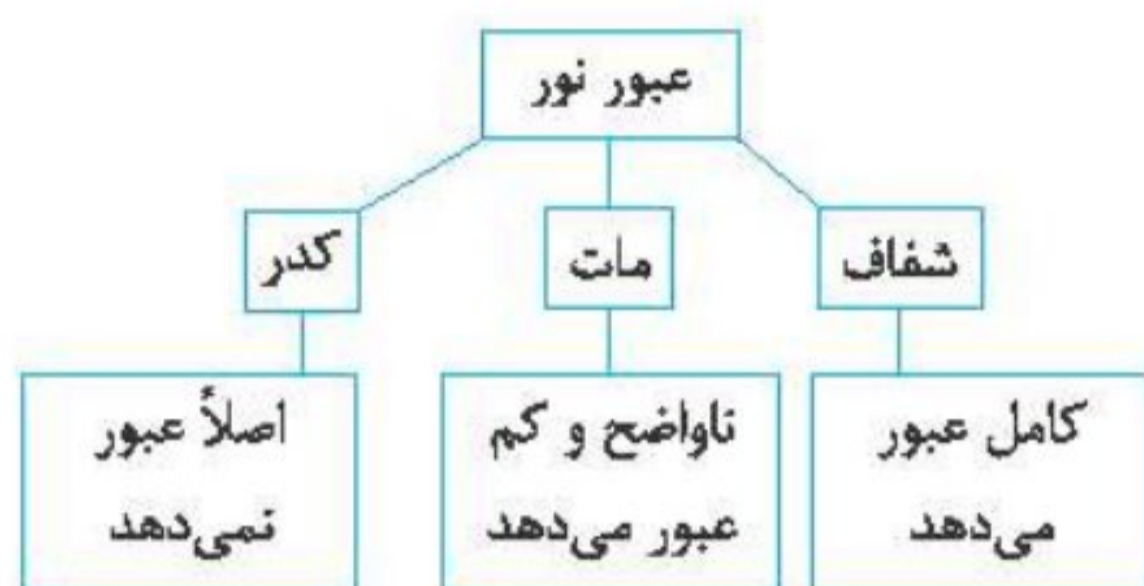 عبور نور
شفاف
مات
کدر
کامل عبور
می‌دهد
ناواضح و کم
عبور می‌دهد
اصلاً عبور
نمی‌دهد